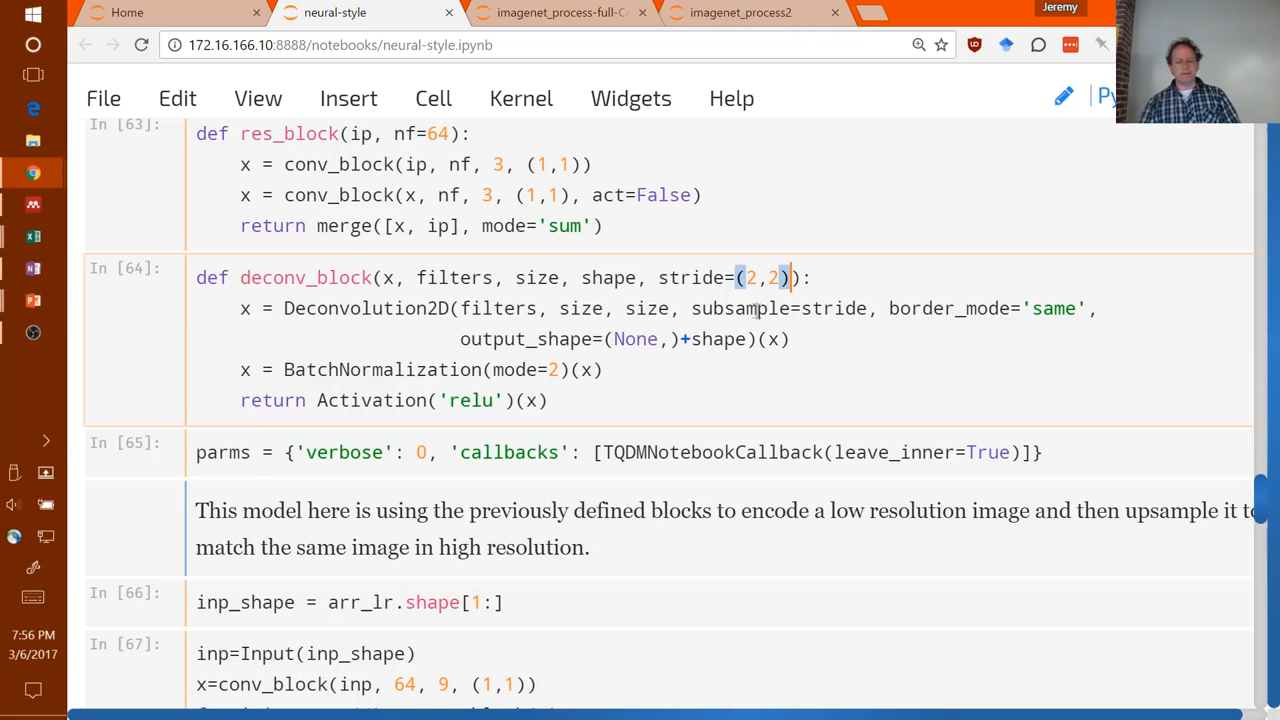 Home
neural-style
imagenet_process-full-C
imagenet_process2
Jeremy
172.16.166.10:8888/notebooks/neural-style.ipynb
File Edit View Insert Cell Kernel Widgets Help
In [63]:
def res_block(ip, nf=64):
x = conv_block(ip, nf, 3, (1,1))
x = conv_block(x, nf, 3, (1,1), act=False)
return merge([x, ip], mode='sum')
In [64]:
def deconv_block(x, filters, size, shape, stride=(2,2)):
x = Deconvolution2D(filters, size, size, subsample=stride, border_mode='same',
output_shape=(None,)+shape)(x)
x = BatchNormalization(mode=2)(x)
return Activation('relu')(x)
In [65]:
parms = {'verbose': 0, 'callbacks': [TQDMNotebookCallback(leave_inner=True)]}
This model here is using the previously defined blocks to encode a low resolution image and then upsample it to
match the same image in high resolution.
In [66]:
inp_shape = arr_lr.shape[1:]
In [67]:
inp=Input(inp_shape)
x=conv_block(inp, 64, 9, (1,1))
7:56 PM
3/6/2017